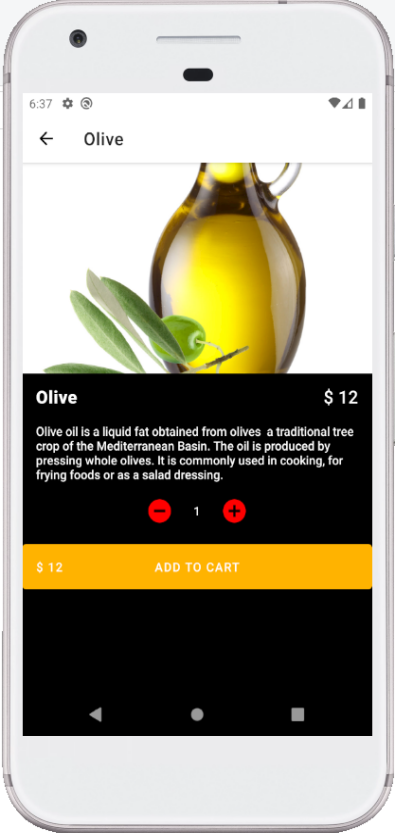 6:37
Olive
Olive $ 12
Olive oil is a liquid fat obtained from olives  a traditional tree
crop of the Mediterranean Basin. The oil is produced by
pressing whole olives. It is commonly used in cooking, for
frying foods or as a salad dressing.
1
$ 12 ADD TO CART